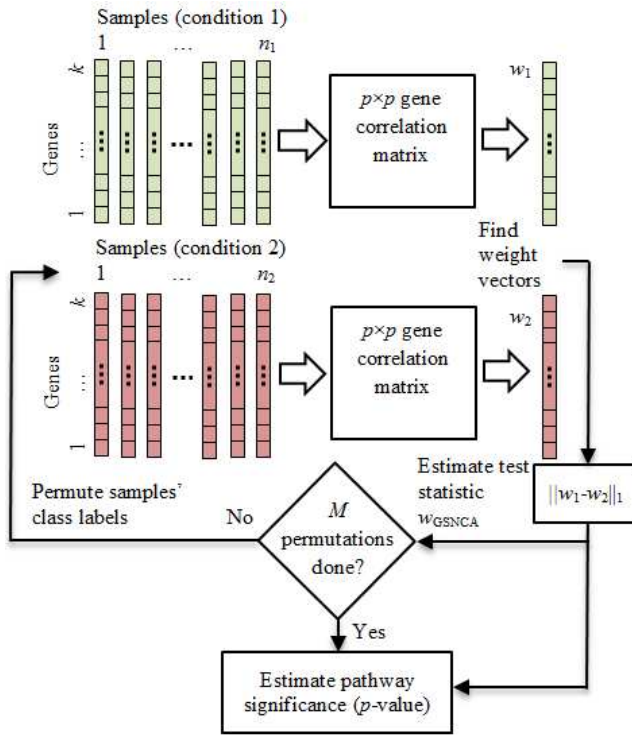 Samples (condition 1)
1 ... n1
k
Genes
...
1
p×p gene
correlation
matrix
w1
Samples (condition 2)
1 ... n2
k
Genes
...
1
p×p gene
correlation
matrix
Find
weight
vectors
w2
Permute samples'
class labels
No
M
permutations
done?
Estimate test
statistic
wGSNCA
||w1-w2||1
Yes
Estimate pathway
significance (p-value)